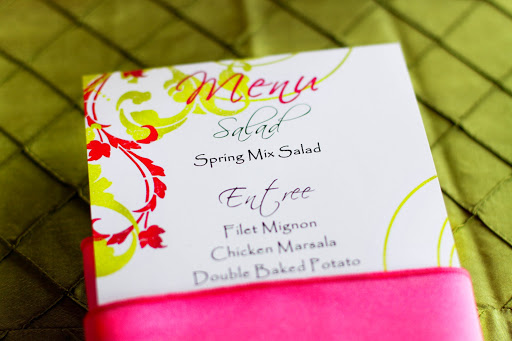 Menu
Salad
Spring Mix Salad
Entree
Filet Mignon
Chicken Marsala
Double Baked Potato